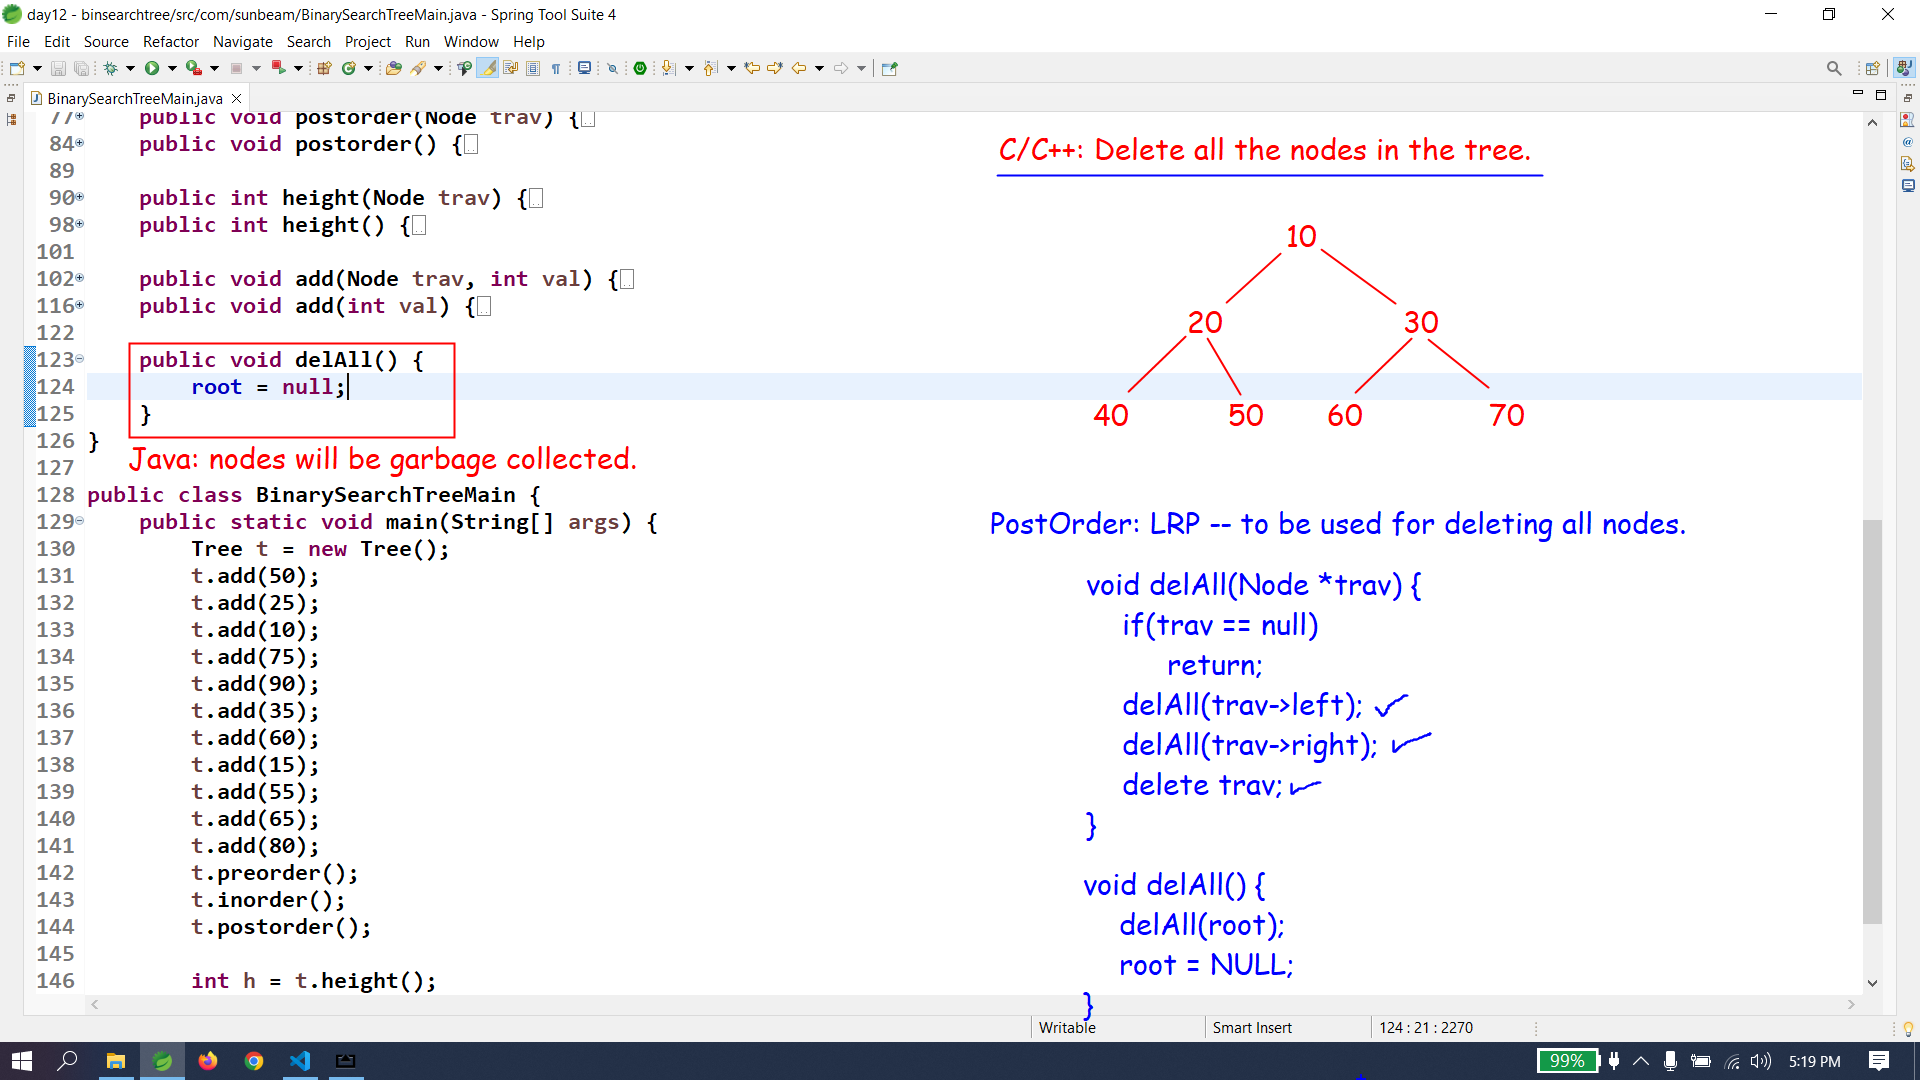 day12 - binsearchtree/src/com/sunbeam/BinarySearchTreeMain.java - Spring Tool Suite 4
File Edit Source Refactor Navigate Search Project Run Window Help
BinarySearchTreeMain.java
77 public void postorder(Node trav) {
84 public void postorder() {
89
90 public int height(Node trav) {
98 public int height() {
101
102 public void add(Node trav, int val) {
116 public void add(int val) {
122
123 public void delAll() {
124 root = null;
125 }
126 }
127
Java: nodes will be garbage collected.
128 public class BinarySearchTreeMain {
129 public static void main(String[] args) {
130 Tree t = new Tree();
131 t.add(50);
132 t.add(25);
133 t.add(10);
134 t.add(75);
135 t.add(90);
136 t.add(35);
137 t.add(60);
138 t.add(15);
139 t.add(55);
140 t.add(65);
141 t.add(80);
142 t.preorder();
143 t.inorder();
144 t.postorder();
145
146 int h = t.height();
C/C++: Delete all the nodes in the tree.
10
20 30
40 50 60 70
PostOrder: LRP -- to be used for deleting all nodes.
void delAll(Node *trav) {
if(trav == null)
return;
delAll(trav->left);
delAll(trav->right);
delete trav;
}
void delAll() {
delAll(root);
root = NULL;
}
Writable Smart Insert 124 : 21 : 2270
99% 5:19 PM